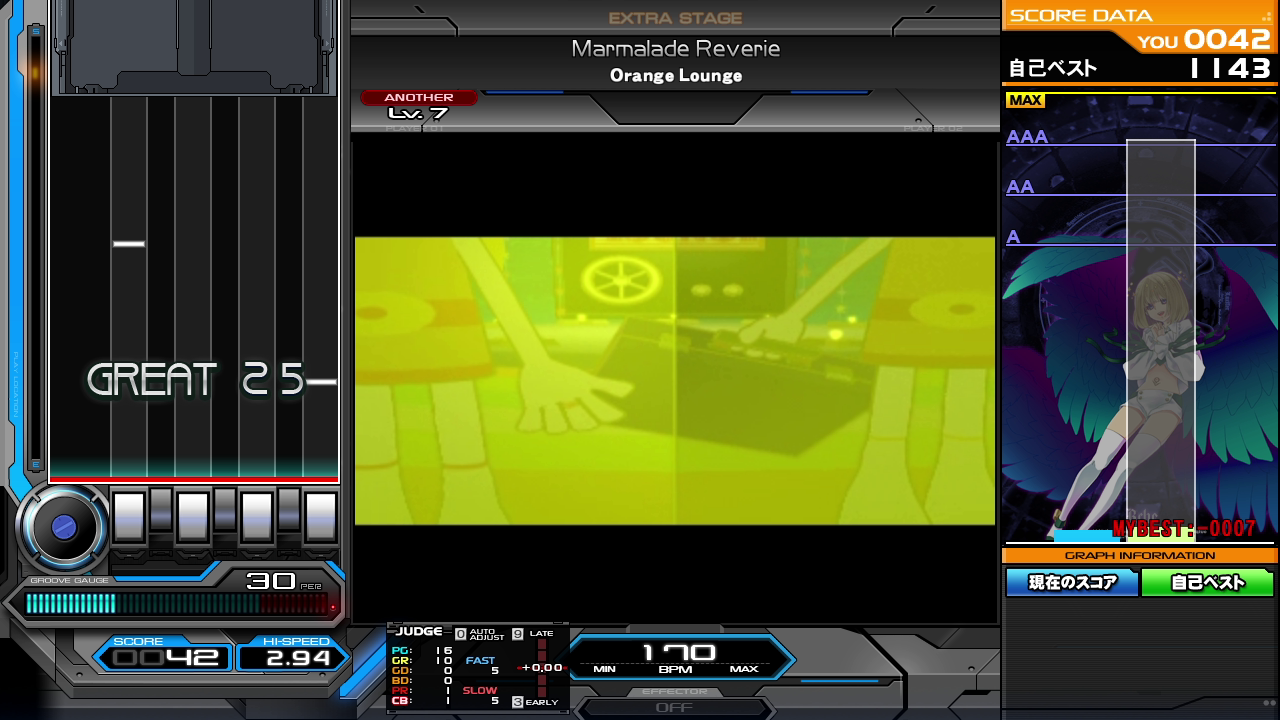 EXTRA STAGE
Marmalade Reverie
Orange Lounge
ANOTHER
Lv. 7
PLAYER 01
PLAYER 02
SCORE DATA
YOU 0042
自己ベスト 1143
MAX
AAA
AA
A
MYBEST:-0007
GRAPH INFORMATION
現在のスコア
自己ベスト
S
E
GREAT 25
GROOVE GAUGE
30 PER
SCORE
0042
HI-SPEED
2.94
JUDGE
0 AUTO ADJUST 9 LATE
PG: 16
GR: 10 FAST
GD: 0 5
BD: 0
PR: 1 SLOW
CB: 1 5
+0.00
3 EARLY
170
MIN BPM MAX
EFFECTOR
OFF